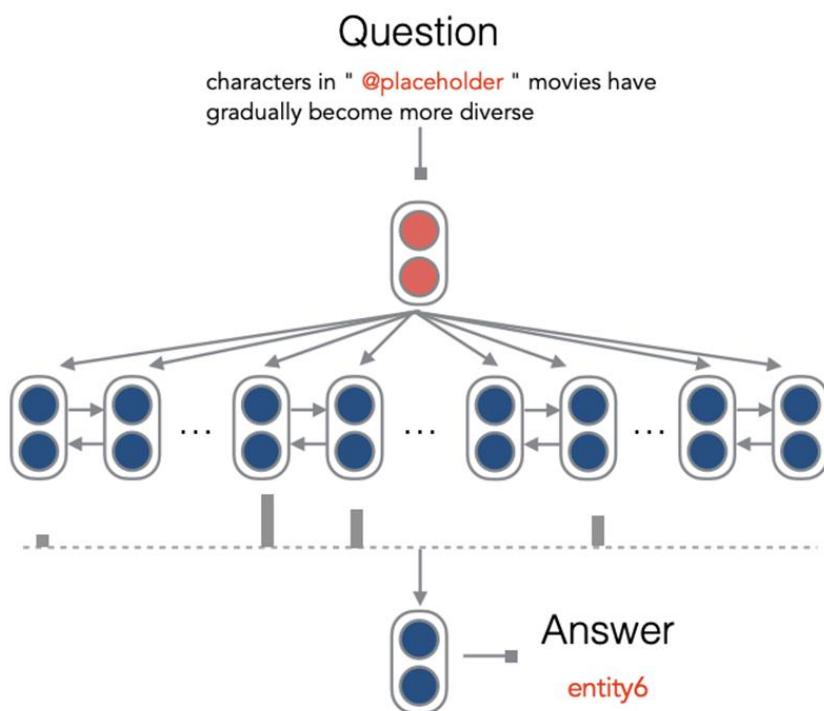 Question
characters in " @placeholder " movies have
gradually become more diverse
... ... ...
Answer
entity6